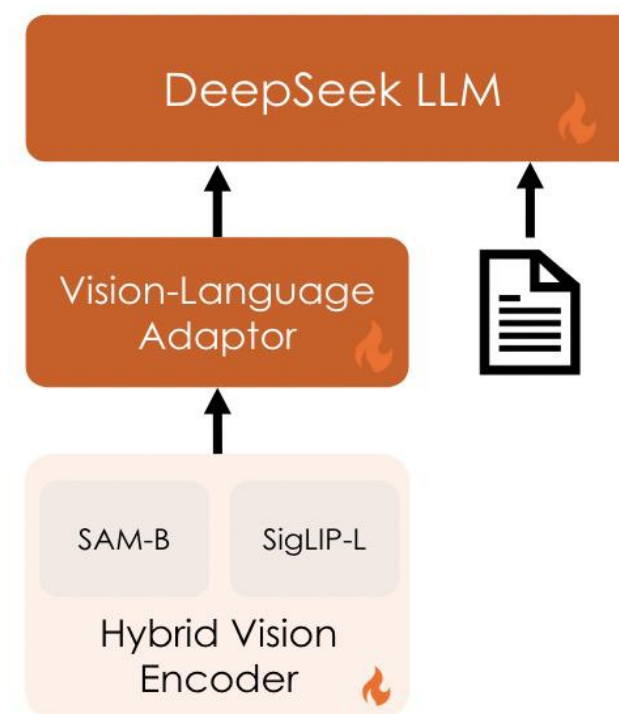 DeepSeek LLM
Vision-Language
Adaptor
SAM-B
SigLIP-L
Hybrid Vision
Encoder